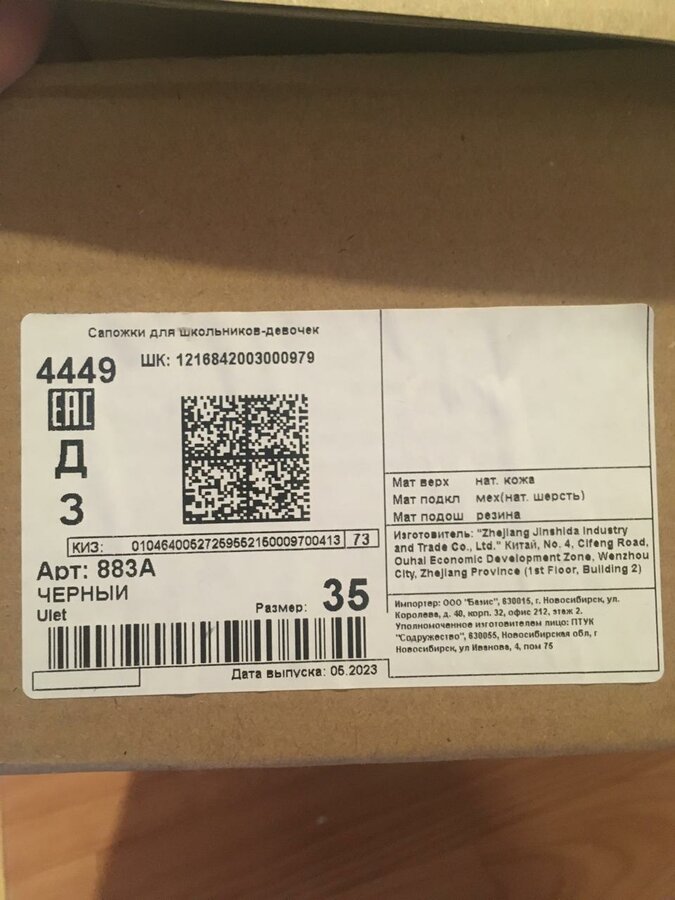 Сапожки для школьников-девочек
4449
ШК: 1216842003000979
EAC
Д
З
КИЗ: 01046400527269552150009700413 73
Арт: 883А
ЧЕРНЫЙ
Ulet
Размер: 35
Дата выпуска: 05.2023
Мат верх нат. кожа
Мат подкл мех(нат. шерсть)
Мат подош резина
Изготовитель: "Zhejiang Jinshida Industry
and Trade Co., Ltd." Китай, No. 4, Cifeng Road,
Ouhai Economic Development Zone, Wenzhou
City, Zhejiang Province (1st Floor, Building 2)
Импортер: ООО "Базис", 630015, г. Новосибирск, ул.
Королева, д. 40, корп. 32, офис 212, этаж 2.
Уполномоченное изготовителем лицо: ПТУК
"Содружество", 630055, Новосибирская обл, г
Новосибирск, ул Иванова, 4, пом 75